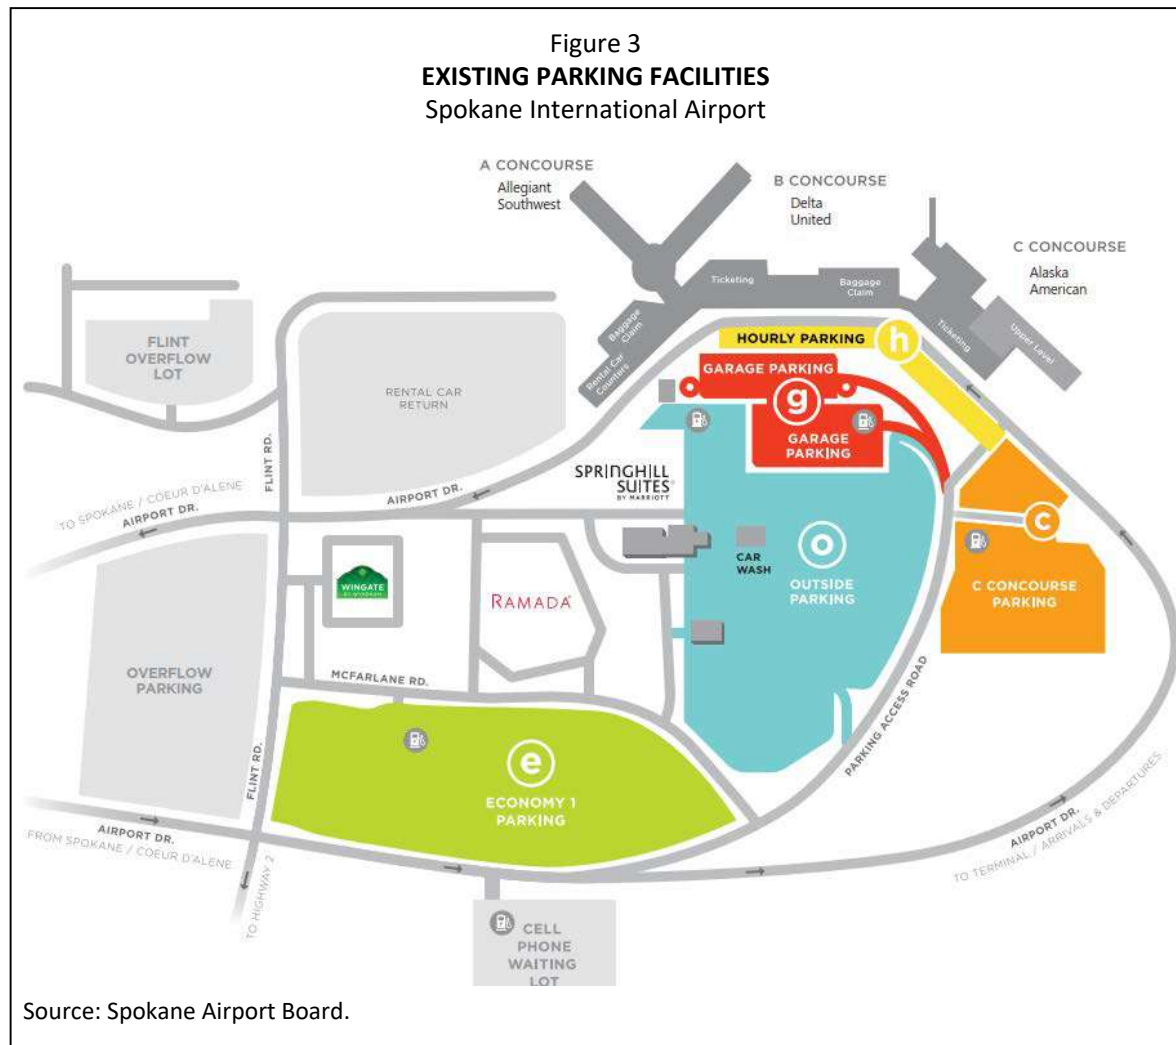 Figure 3
EXISTING PARKING FACILITIES
Spokane International Airport
A CONCOURSE
Allegiant
Southwest
B CONCOURSE
Delta
United
C CONCOURSE
Alaska
American
Ticketing
Baggage
Claim
Baggage
Claim
Rental Car
Counters
Ticketing
Upper Level
HOURLY PARKING
h
GARAGE PARKING
g
GARAGE
PARKING
FLINT
OVERFLOW
LOT
RENTAL CAR
RETURN
FLINT RD.
AIRPORT DR.
TO SPOKANE / COEUR D'ALENE
AIRPORT DR.
SPRINGHILL
SUITES
BY MARRIOTT
CAR
WASH
o
OUTSIDE
PARKING
c
C CONCOURSE
PARKING
WINGATE
BY WYNDHAM
RAMADA
OVERFLOW
PARKING
MCFARLANE RD.
PARKING ACCESS ROAD
FLINT RD.
e
ECONOMY 1
PARKING
AIRPORT DR.
FROM SPOKANE / COEUR D'ALENE
TO HIGHWAY 2
AIRPORT DR.
TO TERMINAL / ARRIVALS & DEPARTURES
CELL
PHONE
WAITING
LOT
Source: Spokane Airport Board.